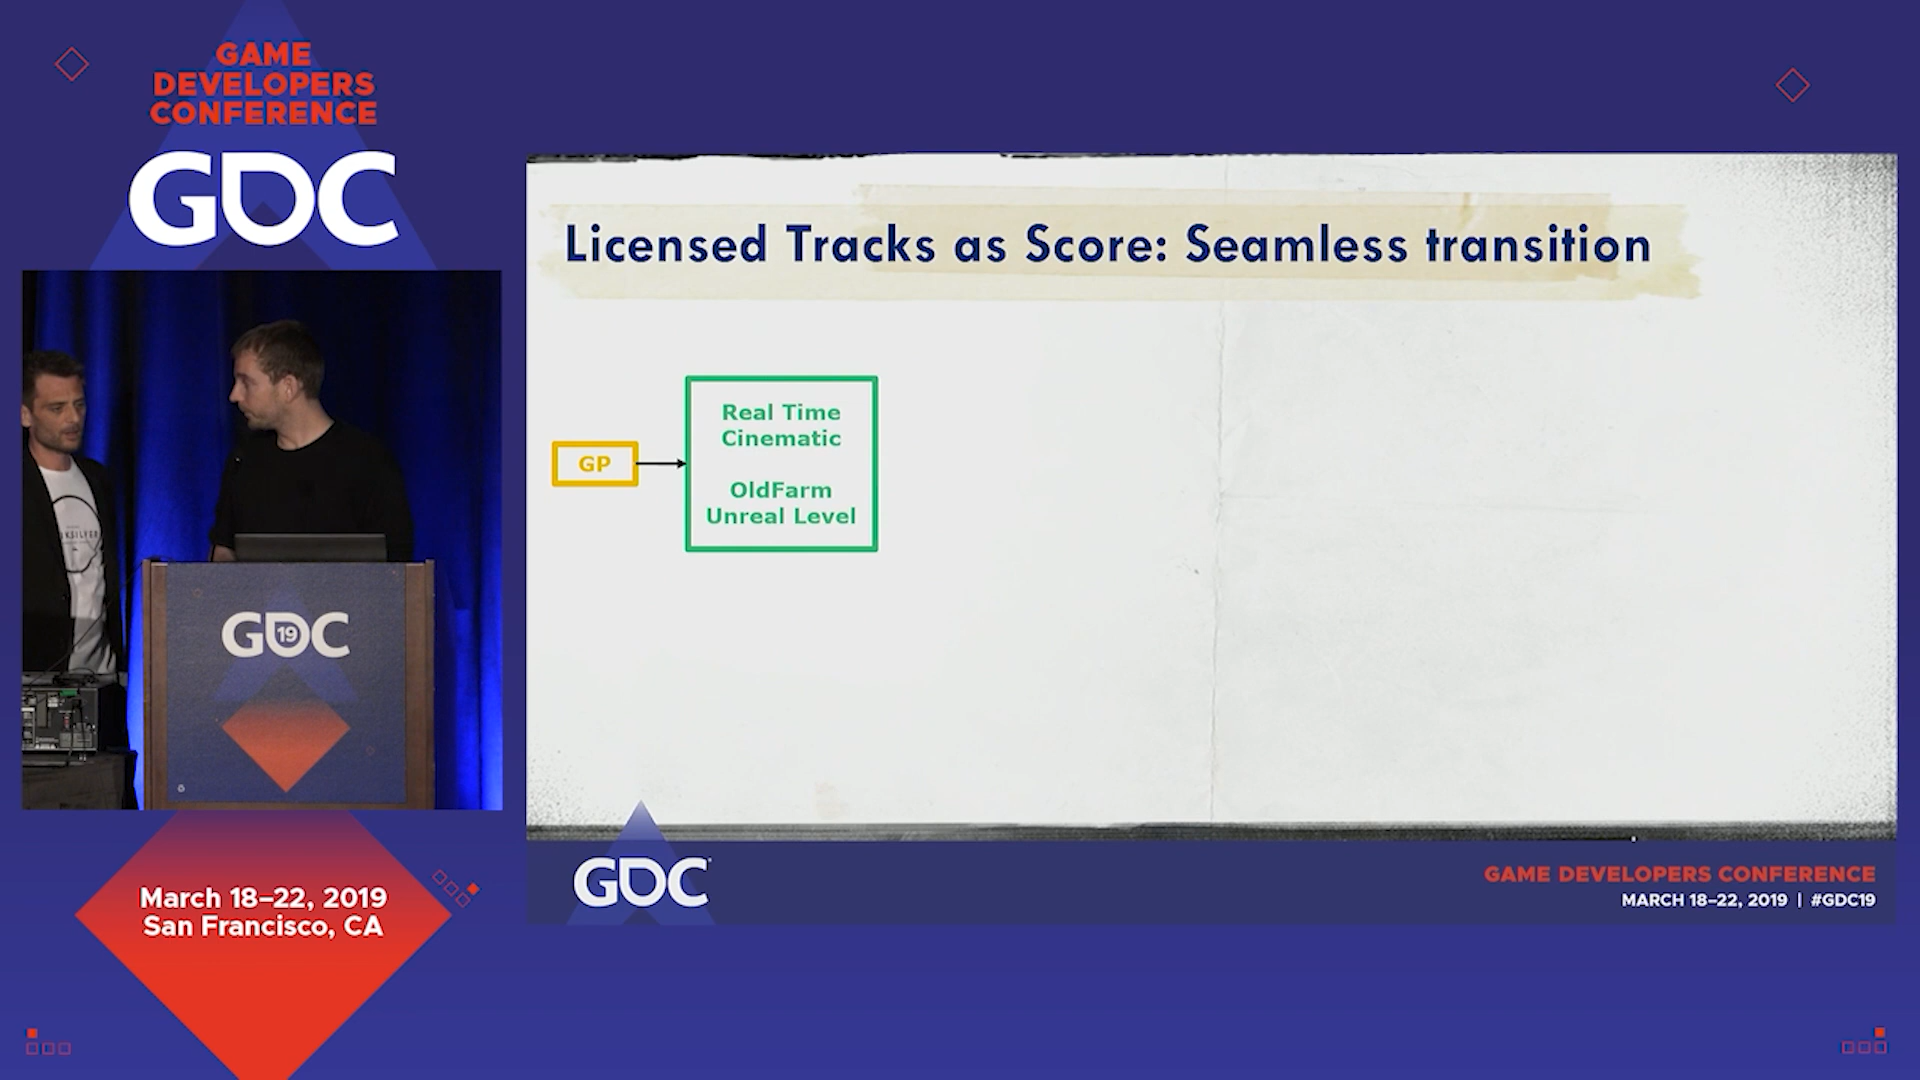 GAME
DEVELOPERS
CONFERENCE
GDC
Licensed Tracks as Score: Seamless transition
GP
Real Time
Cinematic
OldFarm
Unreal Level
GDC
19
March 18–22, 2019
San Francisco, CA
GDC
GAME DEVELOPERS CONFERENCE
MARCH 18–22, 2019 | #GDC19